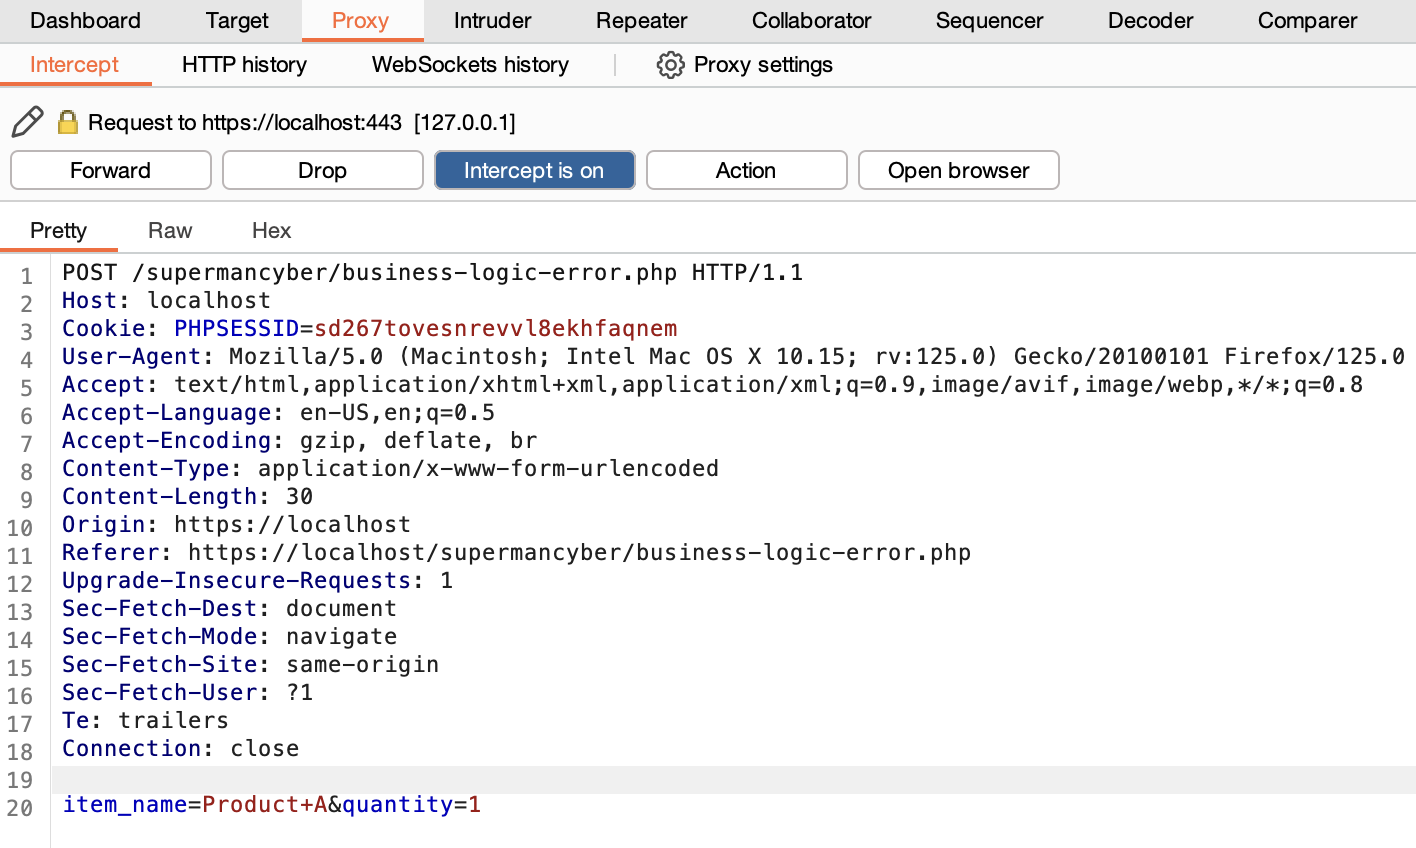 Dashboard Target Proxy Intruder Repeater Collaborator Sequencer Decoder Comparer
Intercept HTTP history WebSockets history Proxy settings
Request to https://localhost:443 [127.0.0.1]
Forward Drop Intercept is on Action Open browser
Pretty Raw Hex
1 POST /supermancyber/business-logic-error.php HTTP/1.1
2 Host: localhost
3 Cookie: PHPSESSID=sd267tovesnrevvl8ekhfaqnem
4 User-Agent: Mozilla/5.0 (Macintosh; Intel Mac OS X 10.15; rv:125.0) Gecko/20100101 Firefox/125.0
5 Accept: text/html,application/xhtml+xml,application/xml;q=0.9,image/avif,image/webp,*/*;q=0.8
6 Accept-Language: en-US,en;q=0.5
7 Accept-Encoding: gzip, deflate, br
8 Content-Type: application/x-www-form-urlencoded
9 Content-Length: 30
10 Origin: https://localhost
11 Referer: https://localhost/supermancyber/business-logic-error.php
12 Upgrade-Insecure-Requests: 1
13 Sec-Fetch-Dest: document
14 Sec-Fetch-Mode: navigate
15 Sec-Fetch-Site: same-origin
16 Sec-Fetch-User: ?1
17 Te: trailers
18 Connection: close
19
20 item_name=Product+A&quantity=1